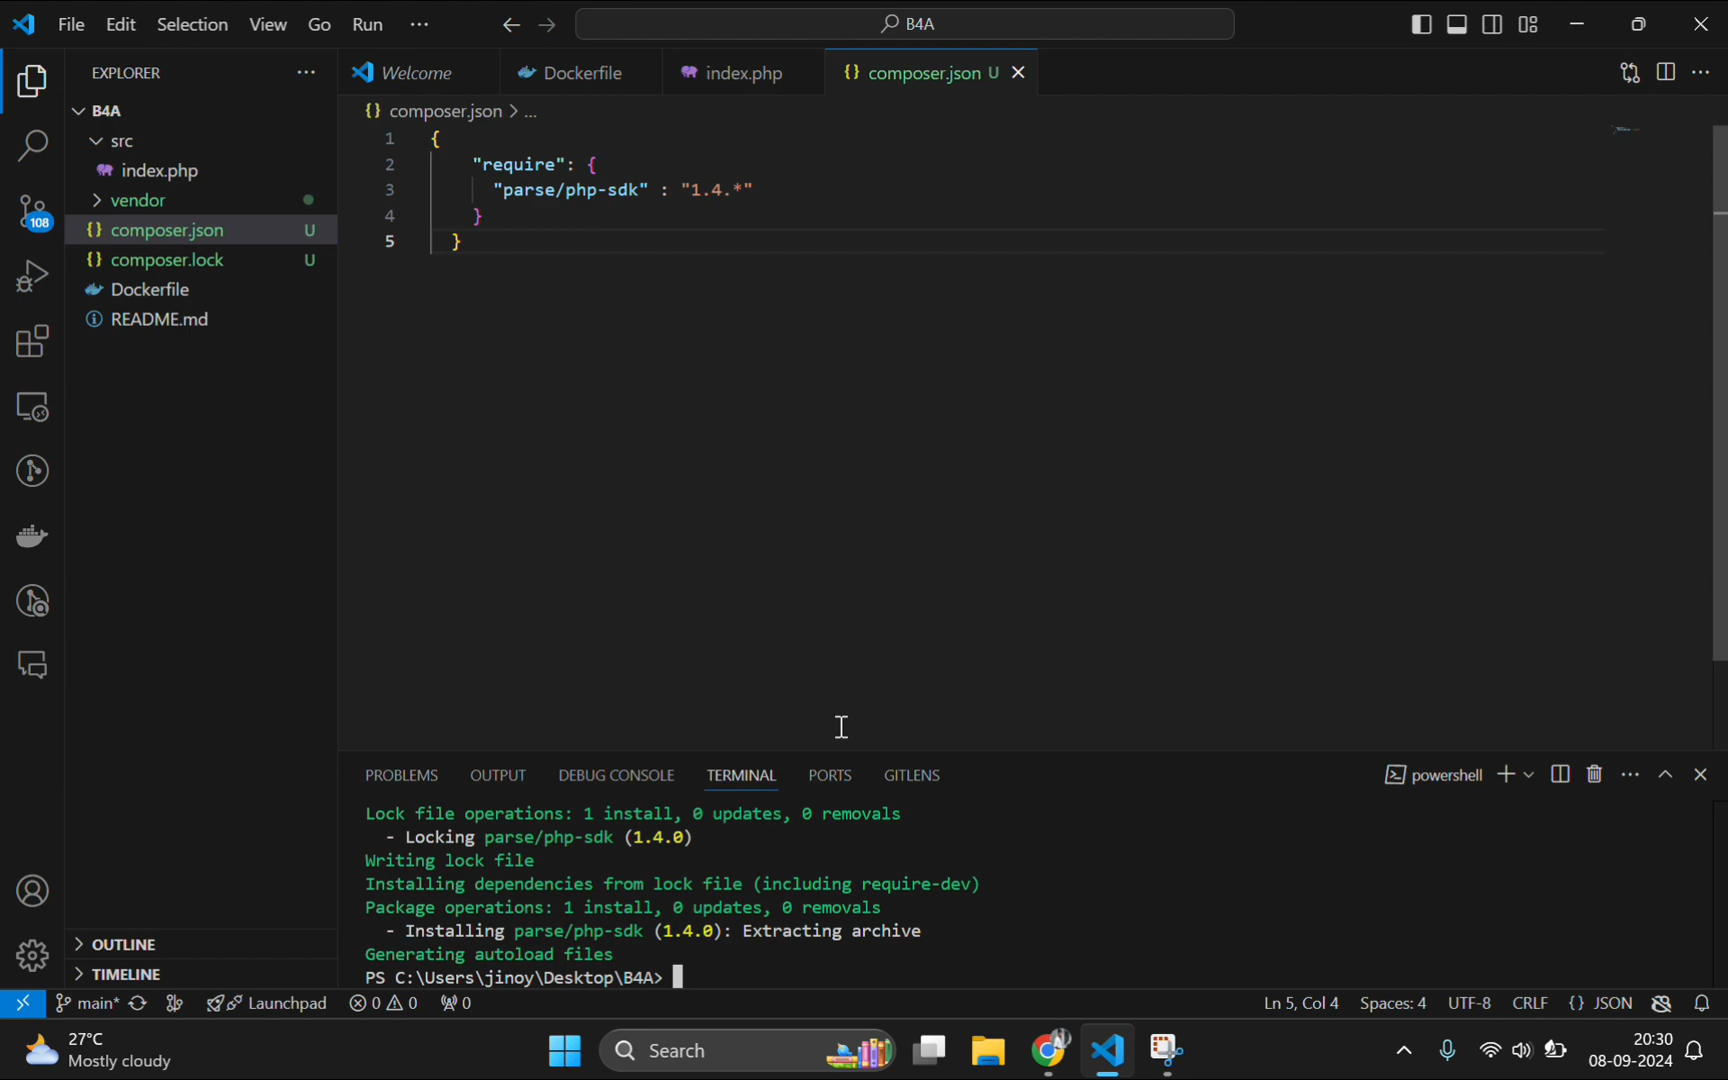 File Edit Selection View Go Run ···
B4A
EXPLORER ···
Welcome Dockerfile index.php {} composer.json U
{} composer.json > ...
B4A
src
index.php
vendor
{} composer.json U
{} composer.lock U
Dockerfile
README.md
108
1 {
2 "require": {
3 "parse/php-sdk" : "1.4.*"
4 }
5 }
PROBLEMS OUTPUT DEBUG CONSOLE TERMINAL PORTS GITLENS
powershell
Lock file operations: 1 install, 0 updates, 0 removals
- Locking parse/php-sdk (1.4.0)
Writing lock file
Installing dependencies from lock file (including require-dev)
Package operations: 1 install, 0 updates, 0 removals
- Installing parse/php-sdk (1.4.0): Extracting archive
Generating autoload files
PS C:\Users\jinoy\Desktop\B4A>
OUTLINE
TIMELINE
main* Launchpad 0 0 0
Ln 5, Col 4 Spaces: 4 UTF-8 CRLF {} JSON
27°C
Mostly cloudy
Search
20:30
08-09-2024